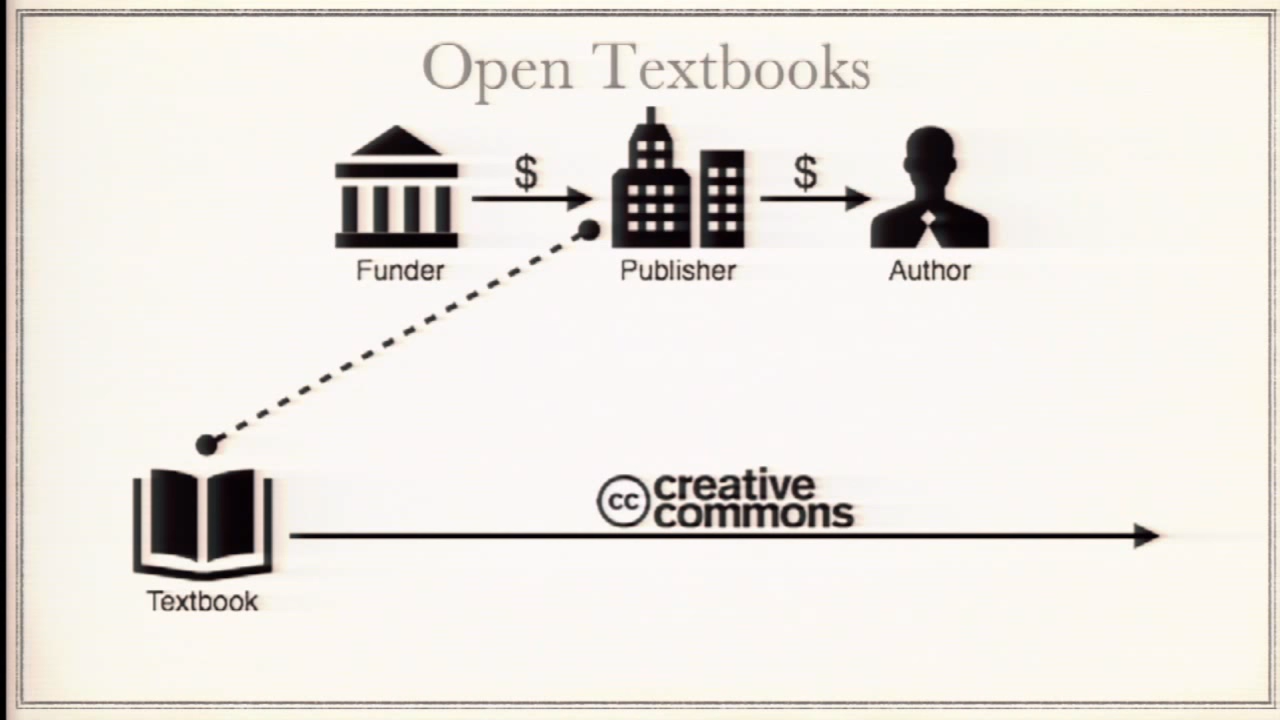 Open Textbooks
$ $
Funder Publisher Author
cc creative
commons
Textbook